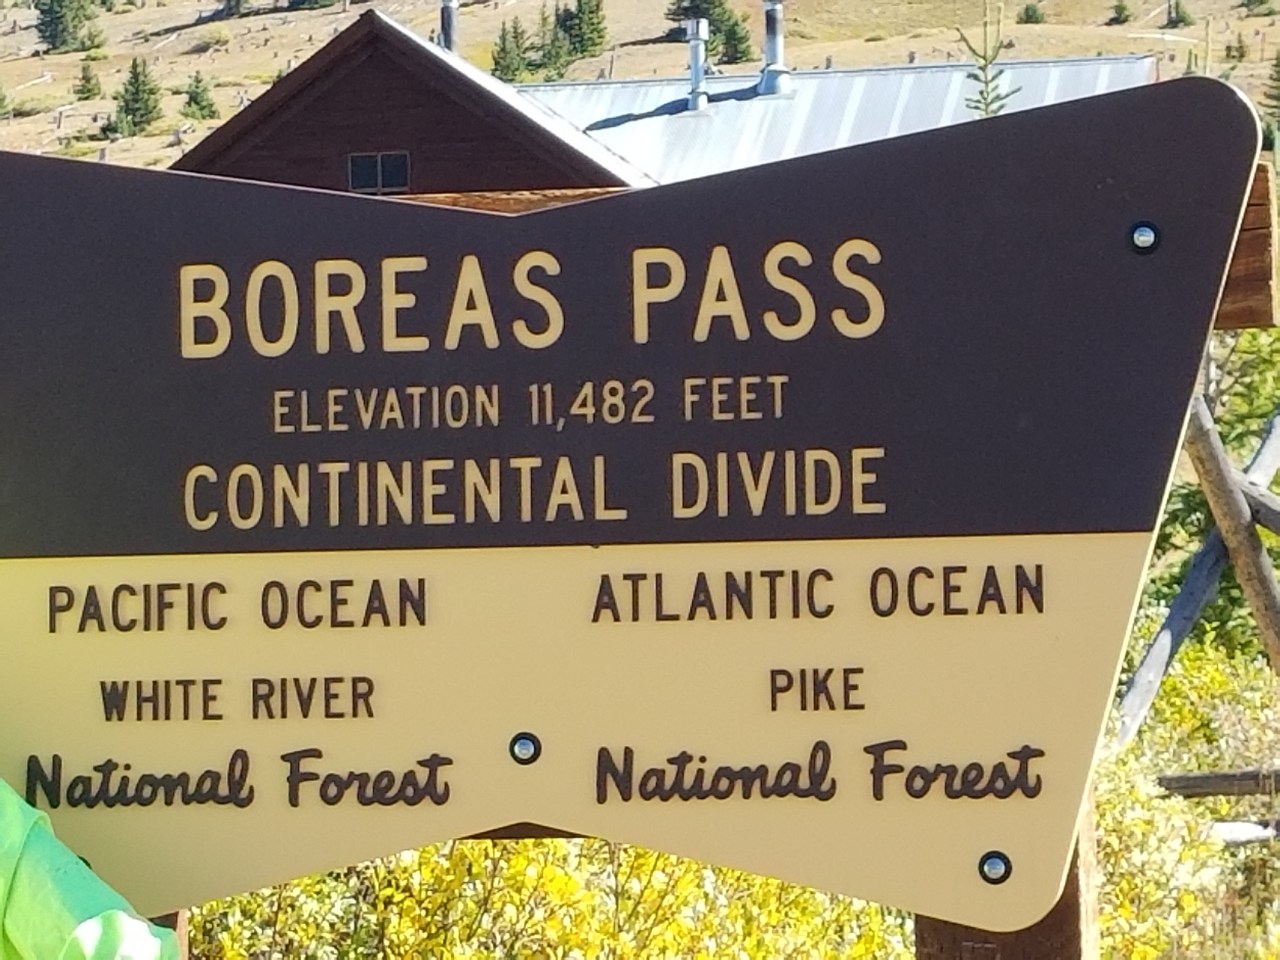 BOREAS PASS
ELEVATION 11,482 FEET
CONTINENTAL DIVIDE
PACIFIC OCEAN ATLANTIC OCEAN
WHITE RIVER PIKE
National Forest National Forest